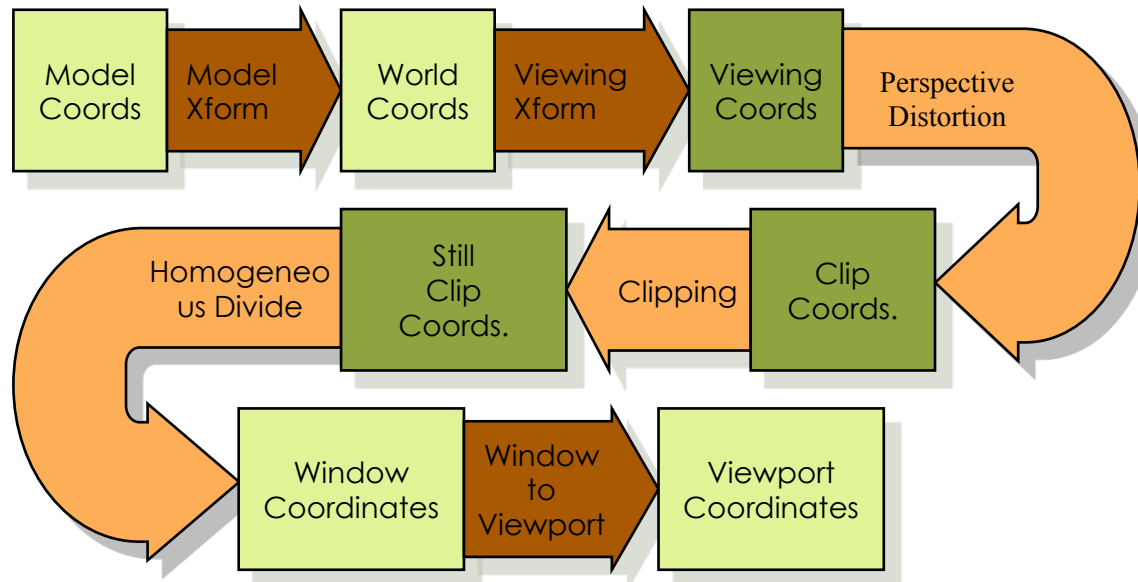 Model
Coords
Model
Xform
World
Coords
Viewing
Xform
Viewing
Coords
Perspective
Distortion
Clip
Coords.
Clipping
Still
Clip
Coords.
Homogeneo
us Divide
Window
Coordinates
Window
to
Viewport
Viewport
Coordinates